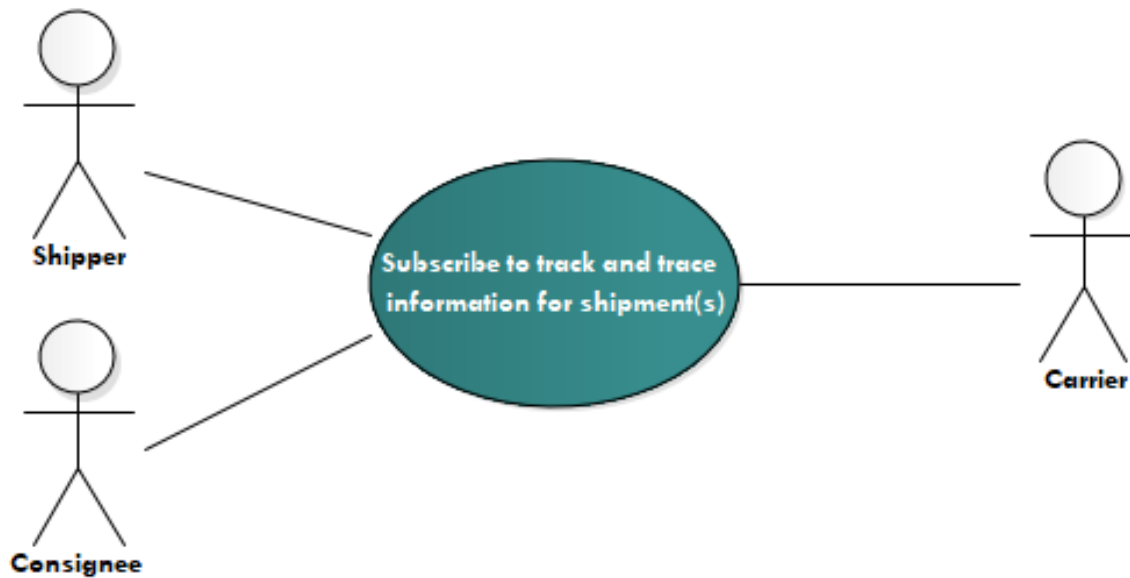 Shipper
Subscribe to track and trace
information for shipment(s)
Carrier
Consignee